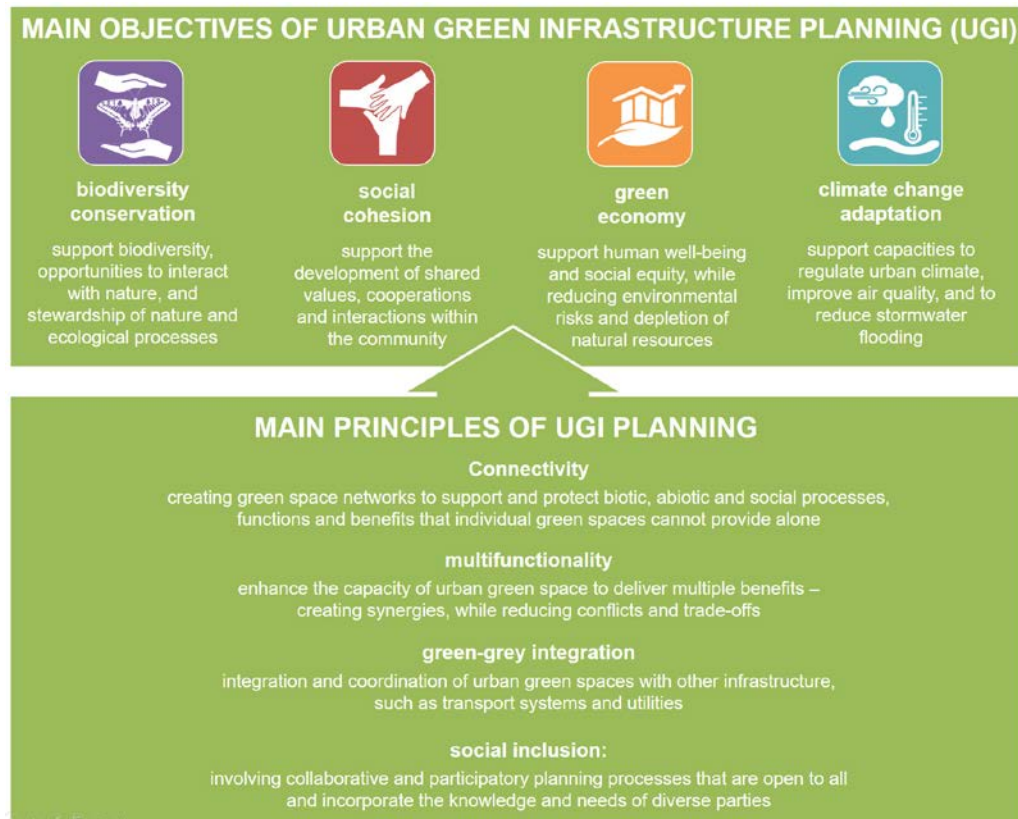 MAIN OBJECTIVES OF URBAN GREEN INFRASTRUCTURE PLANNING (UGI)
biodiversity
conservation
support biodiversity,
opportunities to interact
with nature, and
stewardship of nature and
ecological processes
social
cohesion
support the
development of shared
values, cooperations
and interactions within
the community
green
economy
support human well-being
and social equity, while
reducing environmental
risks and depletion of
natural resources
climate change
adaptation
support capacities to
regulate urban climate,
improve air quality, and to
reduce stormwater
flooding
MAIN PRINCIPLES OF UGI PLANNING
Connectivity
creating green space networks to support and protect biotic, abiotic and social processes,
functions and benefits that individual green spaces cannot provide alone
multifunctionality
enhance the capacity of urban green space to deliver multiple benefits –
creating synergies, while reducing conflicts and trade-offs
green-grey integration
integration and coordination of urban green spaces with other infrastructure,
such as transport systems and utilities
social inclusion:
involving collaborative and participatory planning processes that are open to all
and incorporate the knowledge and needs of diverse parties